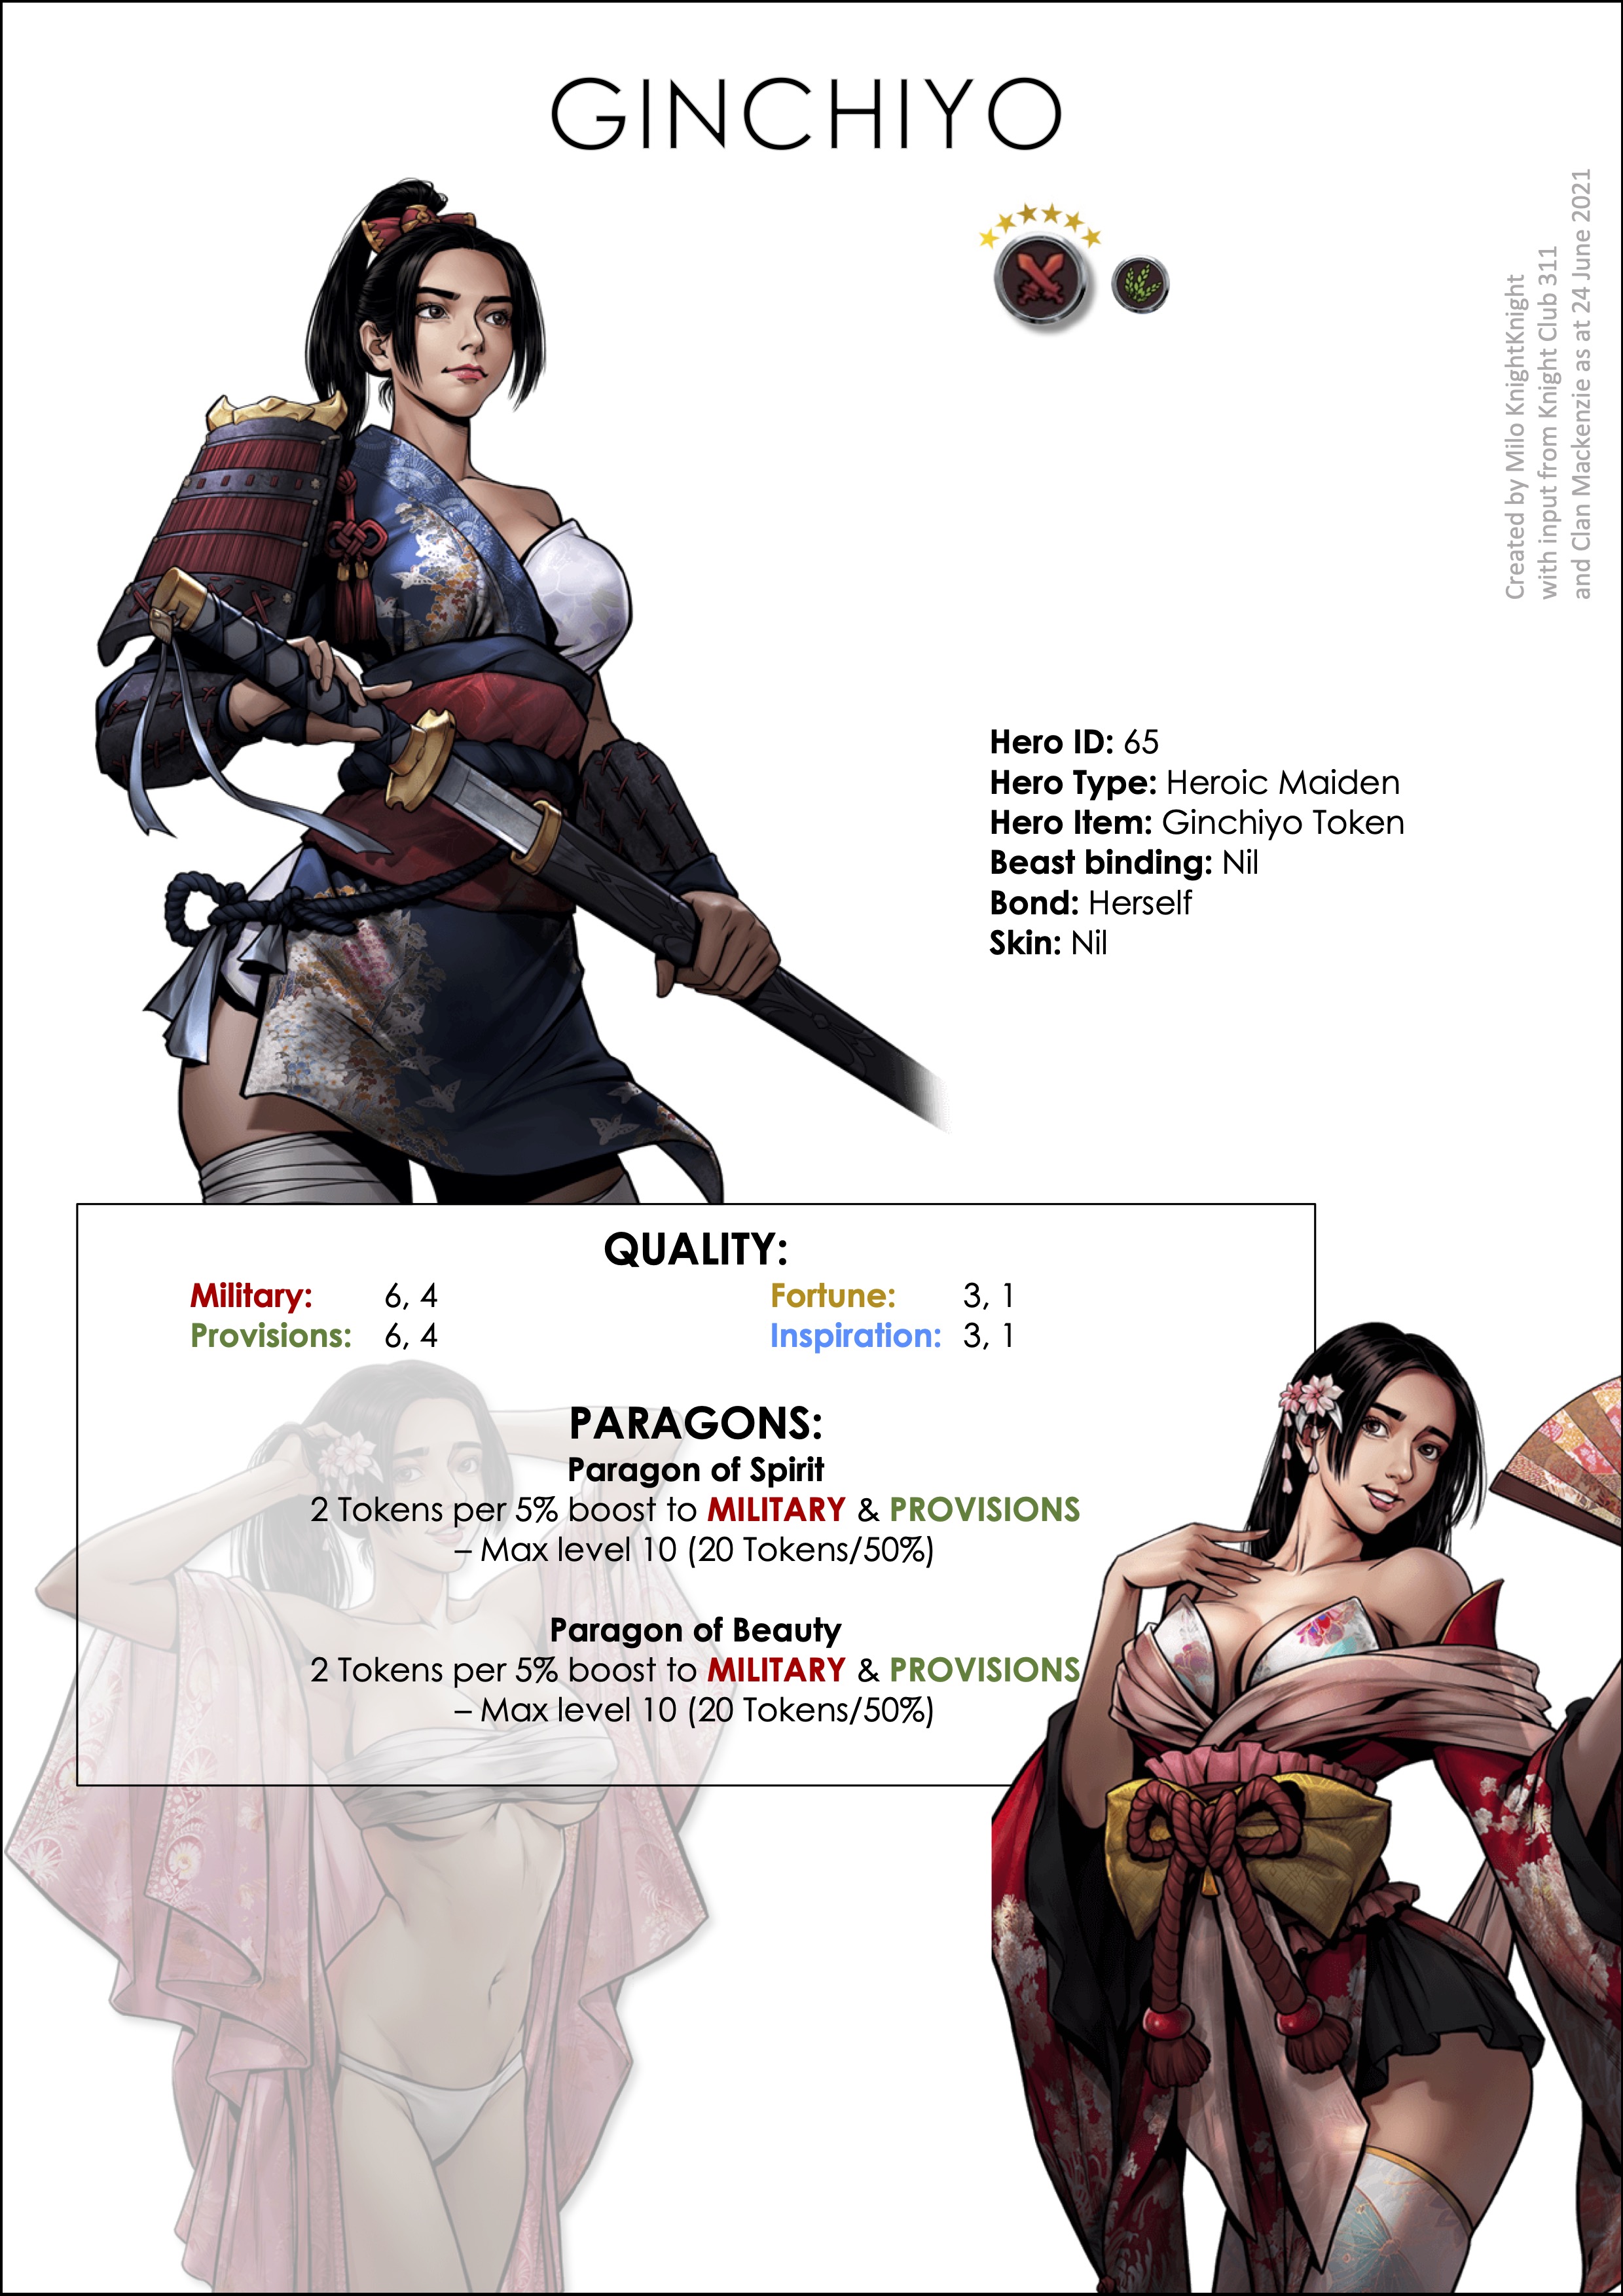 GINCHIYO
Created by Milo KnightKnight
with input from Knight Club 311
and Clan Mackenzie as at 24 June 2021
Hero ID: 65
Hero Type: Heroic Maiden
Hero Item: Ginchiyo Token
Beast binding: Nil
Bond: Herself
Skin: Nil
QUALITY:
Military: 6, 4 Fortune: 3, 1
Provisions: 6, 4 Inspiration: 3, 1
PARAGONS:
Paragon of Spirit
2 Tokens per 5% boost to MILITARY & PROVISIONS
– Max level 10 (20 Tokens/50%)
Paragon of Beauty
2 Tokens per 5% boost to MILITARY & PROVISIONS
– Max level 10 (20 Tokens/50%)